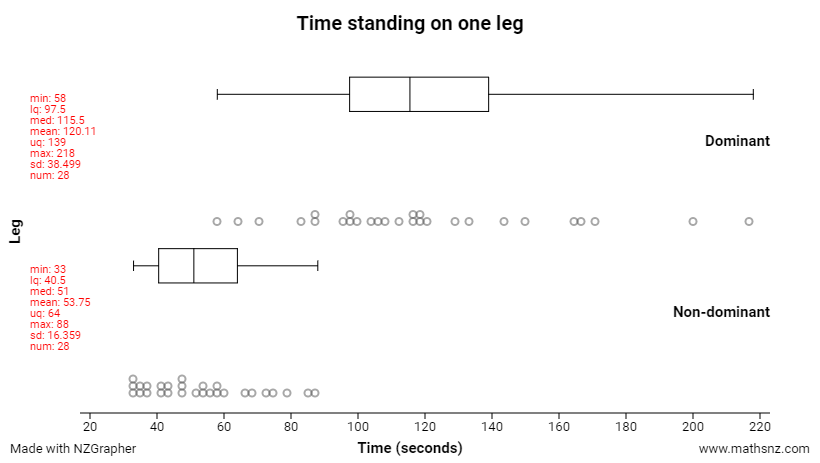 Time standing on one leg
min: 58
lq: 97.5
med: 115.5
mean: 120.11
uq: 139
max: 218
sd: 38.499
num: 28
Dominant
Leg
min: 33
lq: 40.5
med: 51
mean: 53.75
uq: 64
max: 88
sd: 16.359
num: 28
Non-dominant
20 40 60 80 100 120 140 160 180 200 220
Made with NZGrapher
Time (seconds)
www.mathsnz.com